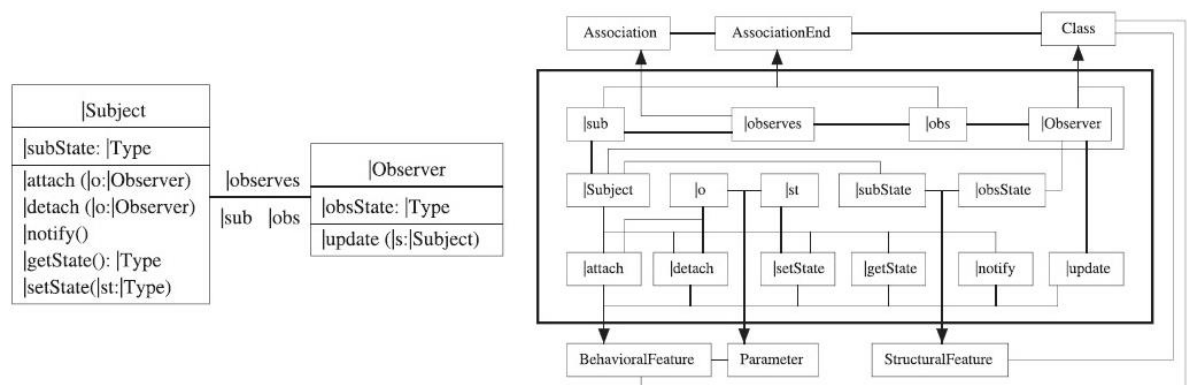 |Subject
|subState: |Type
|attach (|o:|Observer)
|detach (|o:|Observer)
|notify()
|getState(): |Type
|setState(|st:|Type)
|observes
|sub |obs
|Observer
|obsState: |Type
|update (|s:|Subject)
Association AssociationEnd Class
|sub |observes |obs |Observer
|Subject |o |st |subState |obsState
|attach |detach |setState |getState |notify |update
BehavioralFeature Parameter StructuralFeature